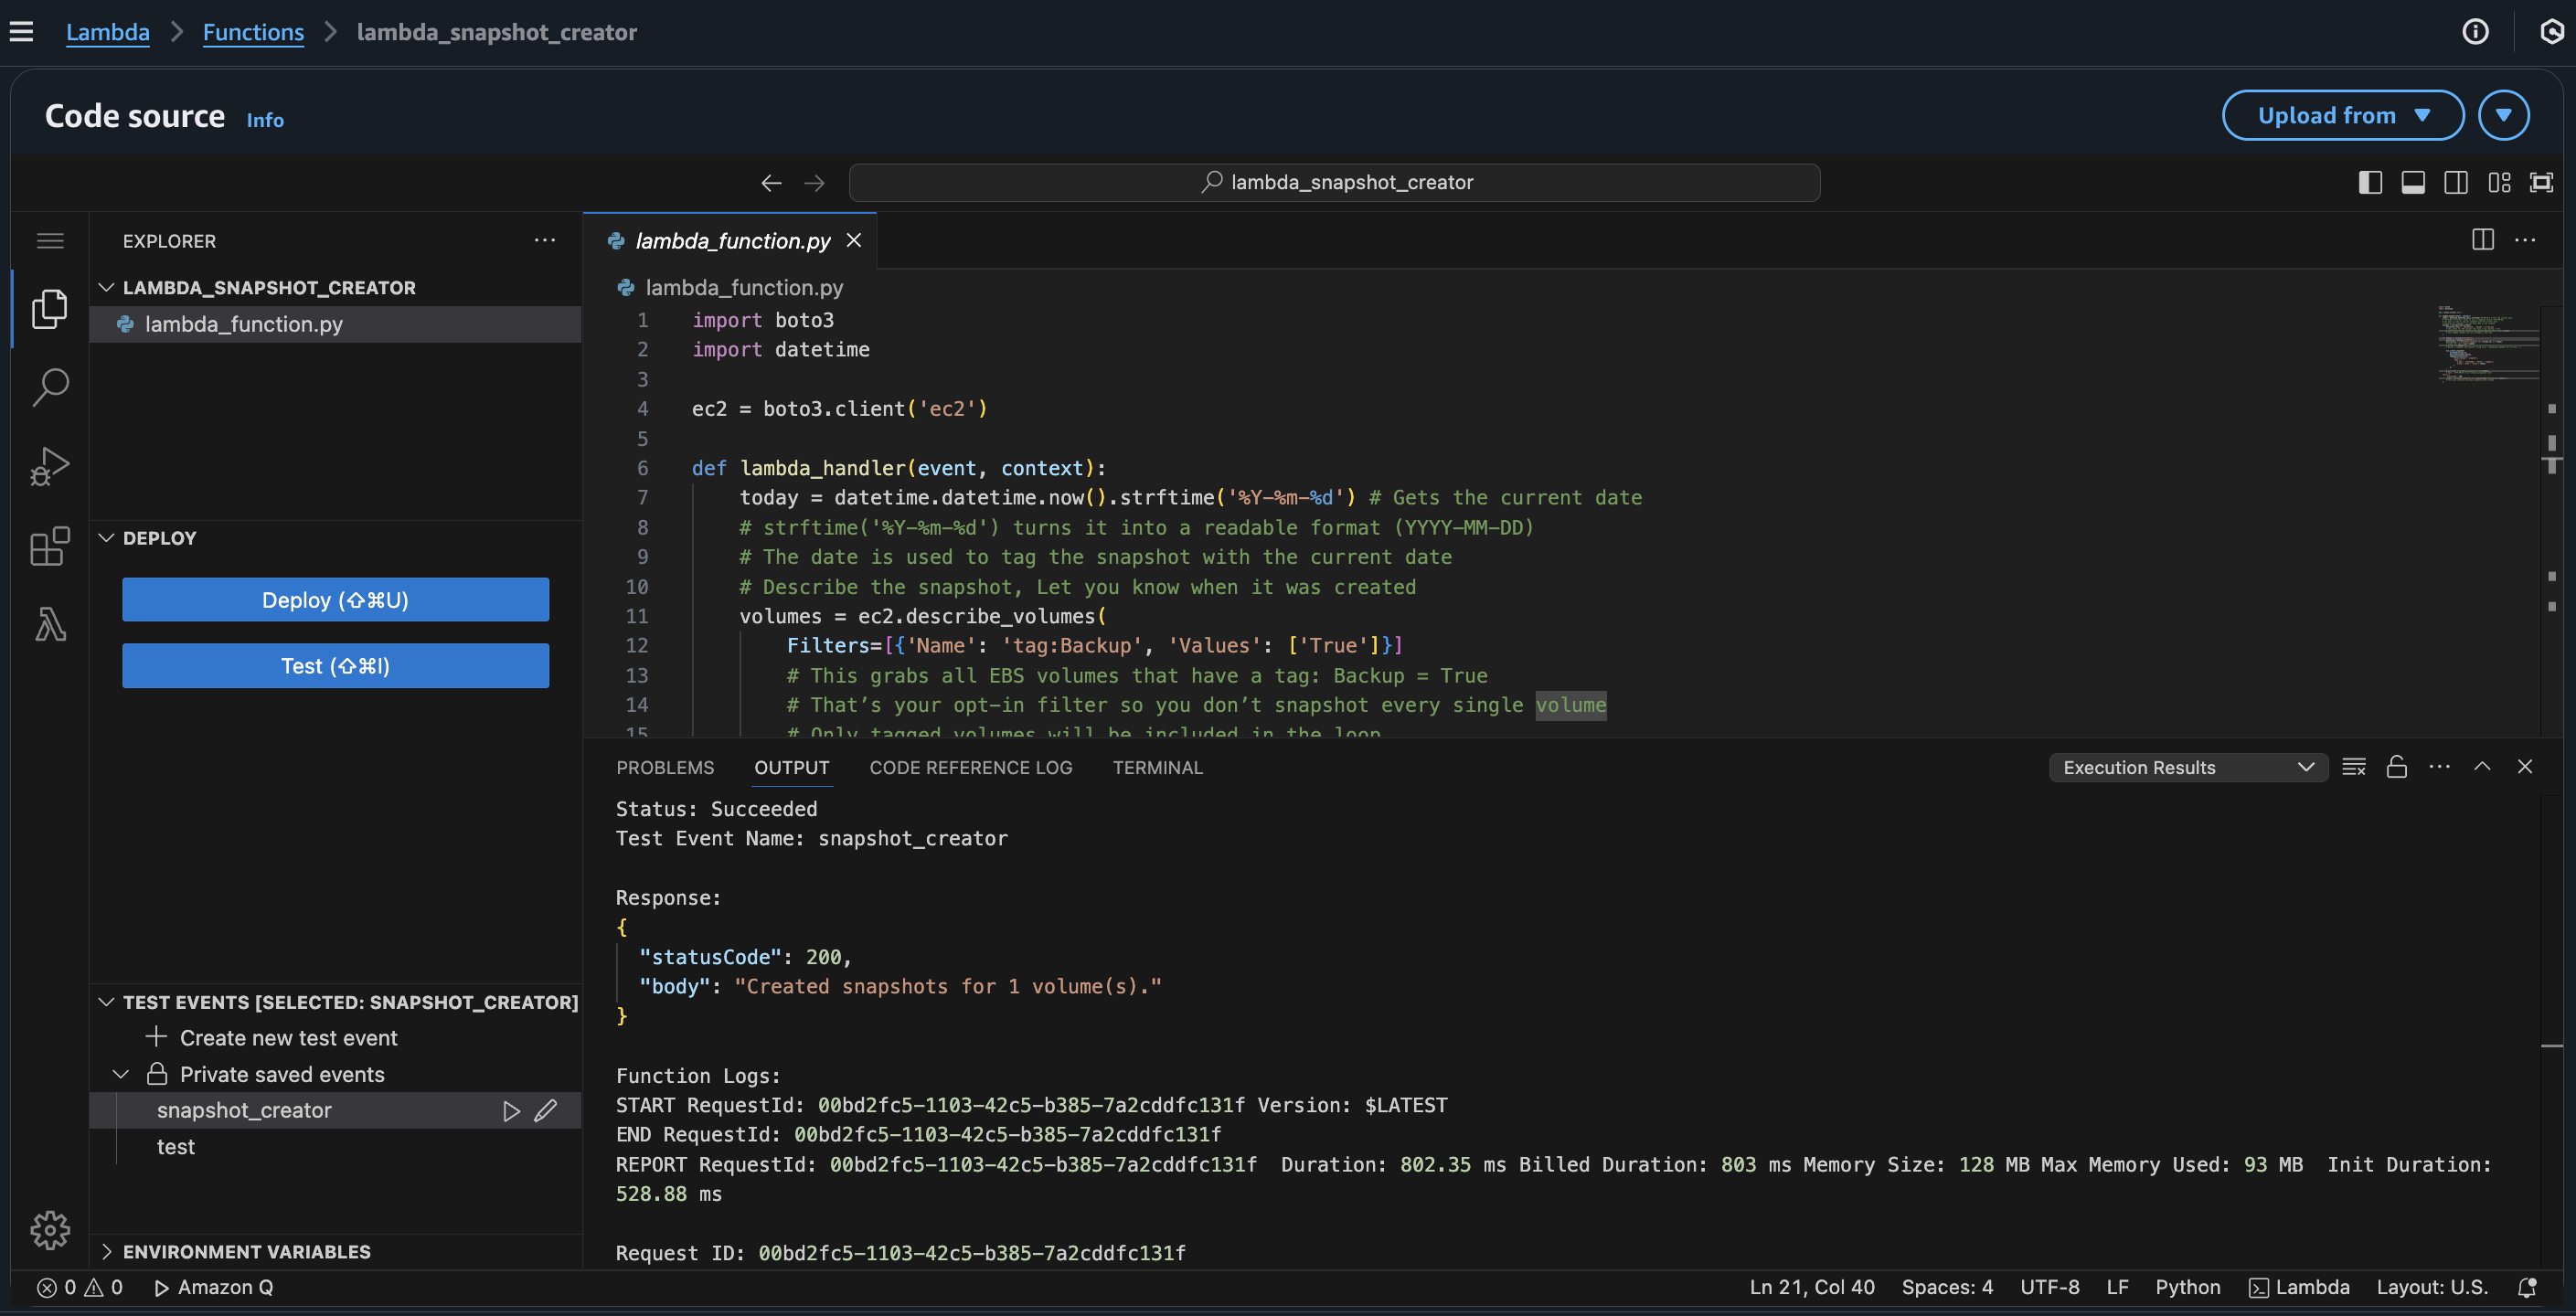 Lambda > Functions > lambda_snapshot_creator
Code source Info
Upload from
lambda_snapshot_creator
EXPLORER
LAMBDA_SNAPSHOT_CREATOR
lambda_function.py
DEPLOY
Deploy (⇧⌘U)
Test (⇧⌘I)
TEST EVENTS [SELECTED: SNAPSHOT_CREATOR]
Create new test event
Private saved events
snapshot_creator
test
ENVIRONMENT VARIABLES
lambda_function.py
lambda_function.py
1 import boto3
2 import datetime
3
4 ec2 = boto3.client('ec2')
5
6 def lambda_handler(event, context):
7 today = datetime.datetime.now().strftime('%Y-%m-%d') # Gets the current date
8 # strftime('%Y-%m-%d') turns it into a readable format (YYYY-MM-DD)
9 # The date is used to tag the snapshot with the current date
10 # Describe the snapshot, Let you know when it was created
11 volumes = ec2.describe_volumes(
12 Filters=[{'Name': 'tag:Backup', 'Values': ['True']}]
13 # This grabs all EBS volumes that have a tag: Backup = True
14 # That’s your opt-in filter so you don’t snapshot every single volume
15 # Only tagged volumes will be included in the loop
PROBLEMS OUTPUT CODE REFERENCE LOG TERMINAL
Execution Results
Status: Succeeded
Test Event Name: snapshot_creator
Response:
{
"statusCode": 200,
"body": "Created snapshots for 1 volume(s)."
}
Function Logs:
START RequestId: 00bd2fc5-1103-42c5-b385-7a2cddfc131f Version: $LATEST
END RequestId: 00bd2fc5-1103-42c5-b385-7a2cddfc131f
REPORT RequestId: 00bd2fc5-1103-42c5-b385-7a2cddfc131f Duration: 802.35 ms Billed Duration: 803 ms Memory Size: 128 MB Max Memory Used: 93 MB Init Duration:
528.88 ms
Request ID: 00bd2fc5-1103-42c5-b385-7a2cddfc131f
0 0 Amazon Q
Ln 21, Col 40 Spaces: 4 UTF-8 LF Python Lambda Layout: U.S.